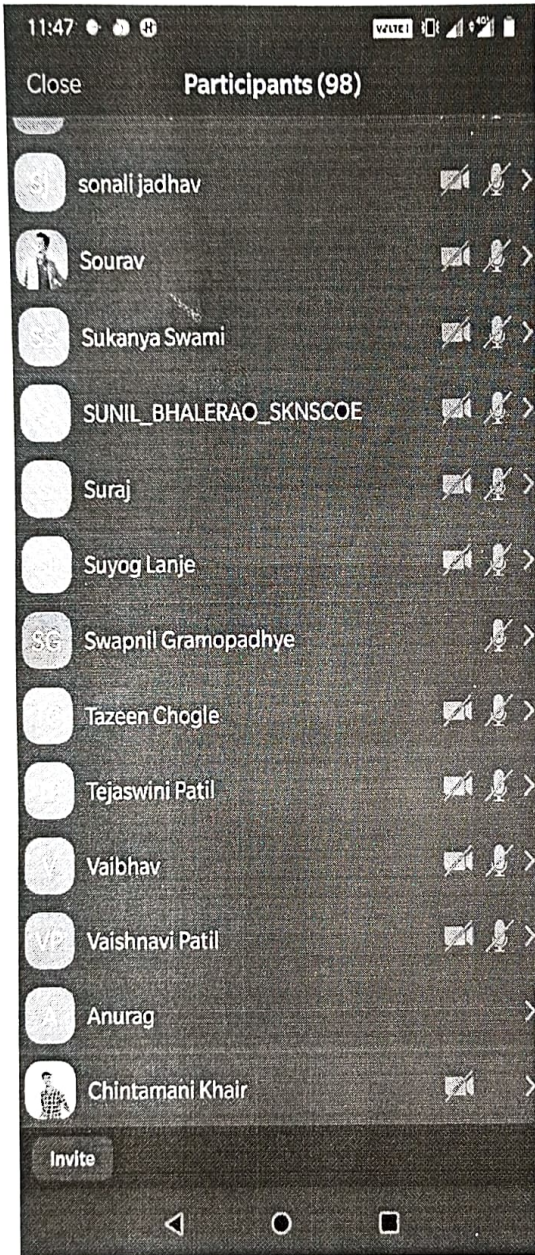 11:47
Close Participants (98)
sonali jadhav
Sourav
Sukanya Swami
SUNIL_BHALERAO_SKNSCOE
Suraj
Suyog Lanje
SG Swapnil Gramopadhye
Tazeen Chogle
Tejaswini Patil
Vaibhav
VP Vaishnavi Patil
A Anurag
Chintamani Khair
Invite